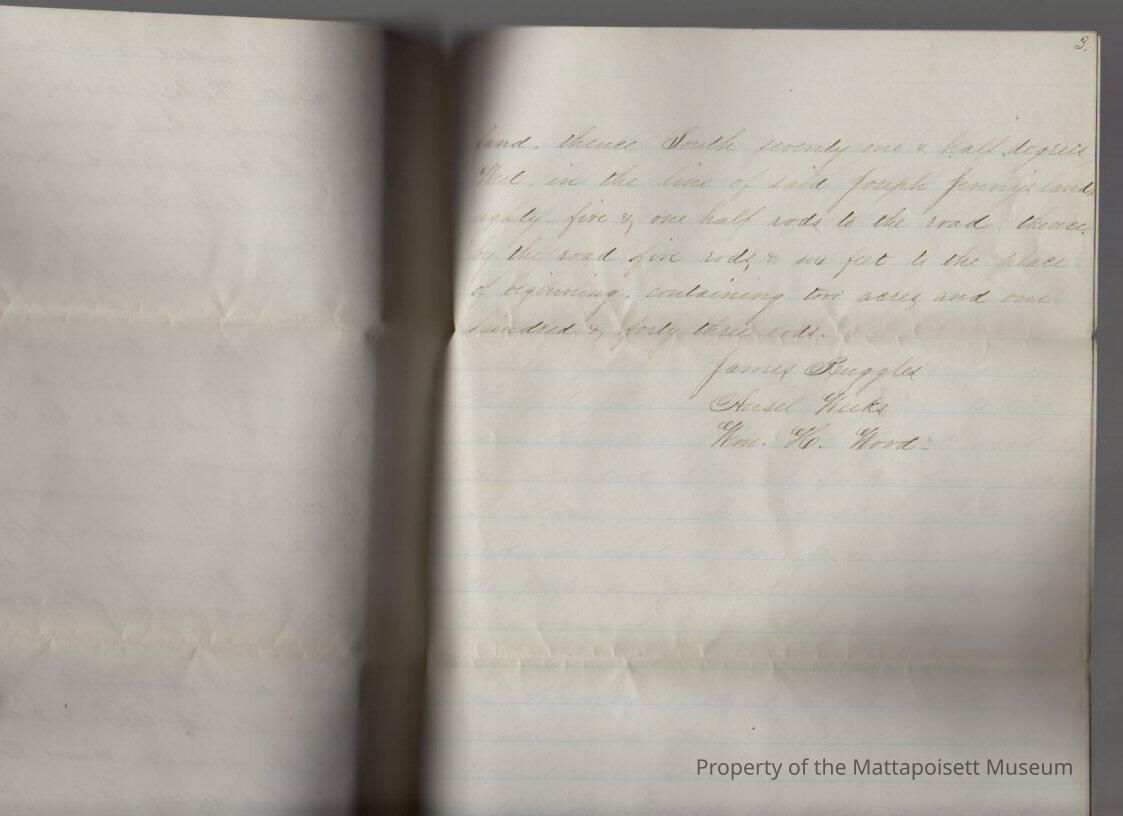 3.
land. thence South seventy one & half degrees
West, in the line of said Joseph Jenneys land,
eighty five & one half rods to the road. thence
by the road five rods, & six feet to the place
of beginning, containing two acres, and one
hundred & forty three rods.
James Ruggles
Ansel Weeks
Wm. H. Wood
Property of the Mattapoisett Museum